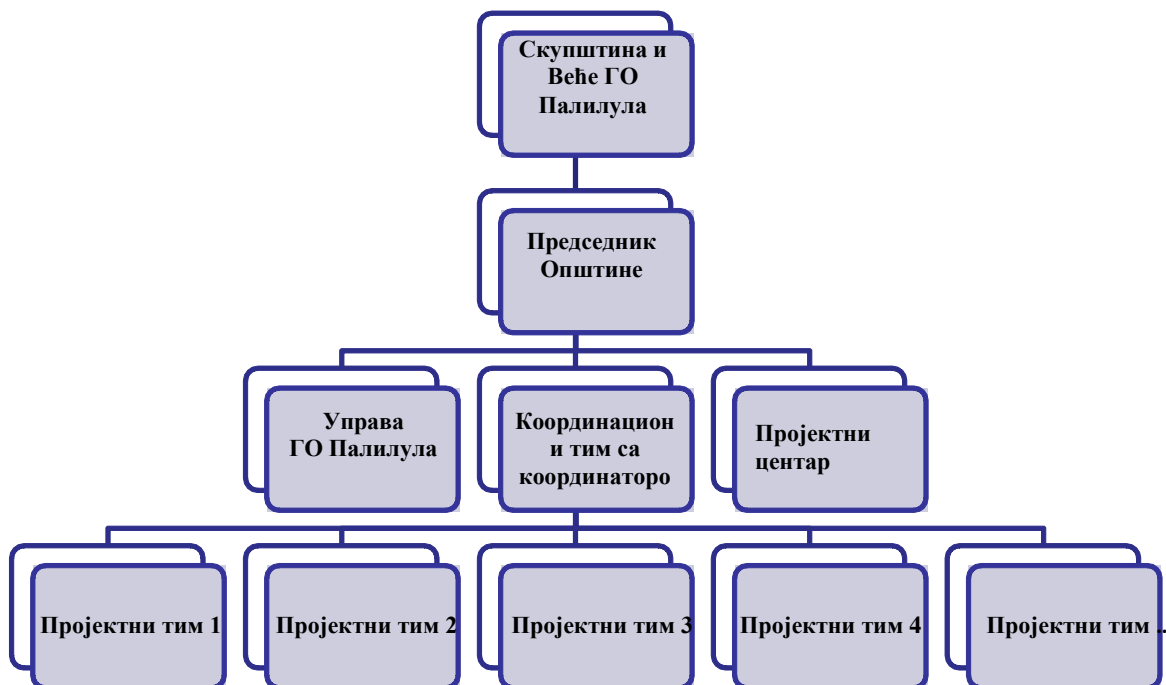 Скупштина и
Веће ГО
Палилула
Председник
Општине
Управа
ГО Палилула
Координацион
и тим са
координаторо
Пројектни
центар
Пројектни тим 1
Пројектни тим 2
Пројектни тим 3
Пројектни тим 4
Пројектни тим ..